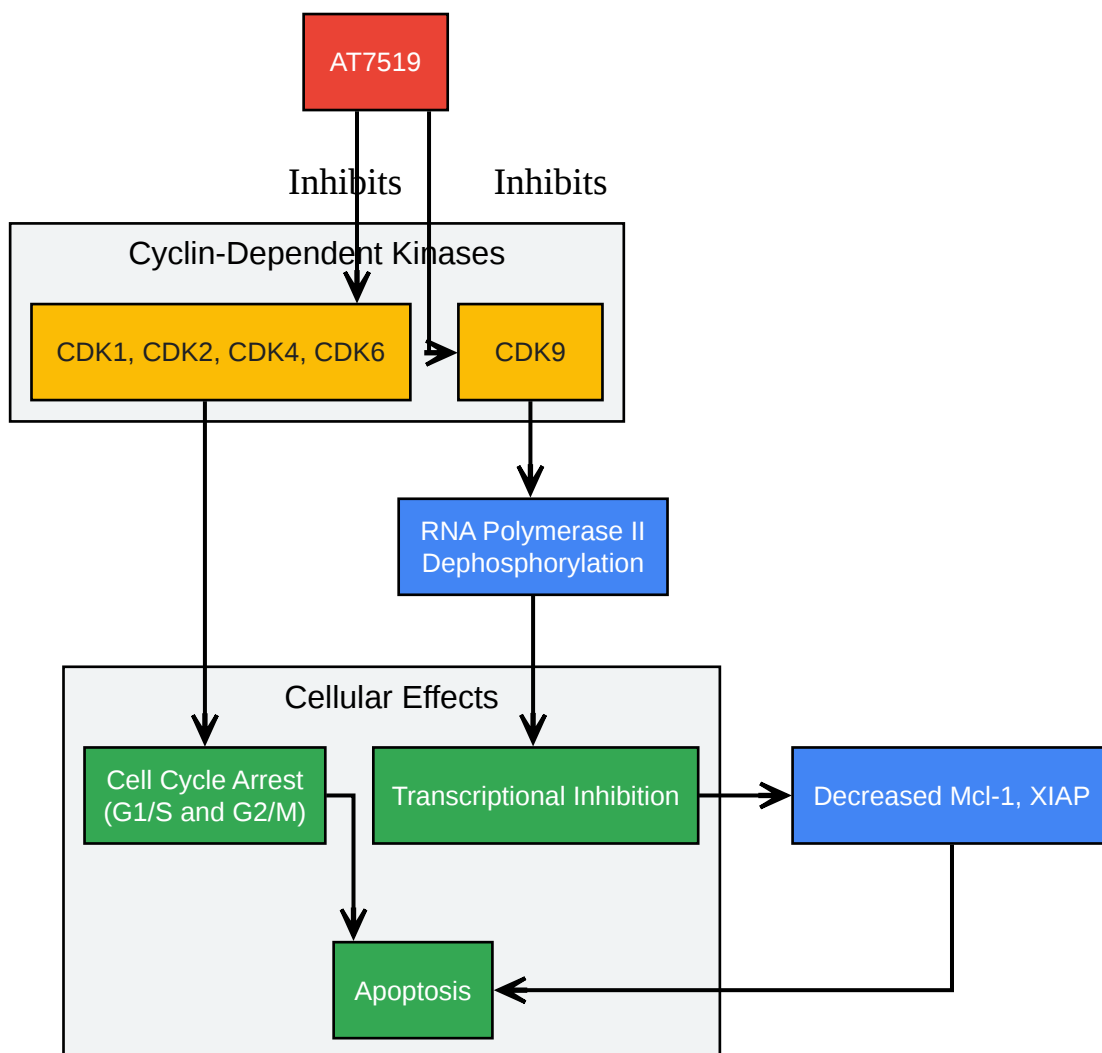 AT7519
Inhibits
Inhibits
Cyclin-Dependent Kinases
CDK1, CDK2, CDK4, CDK6
CDK9
RNA Polymerase II
Dephosphorylation
Cellular Effects
Cell Cycle Arrest
(G1/S and G2/M)
Transcriptional Inhibition
Decreased Mcl-1, XIAP
Apoptosis